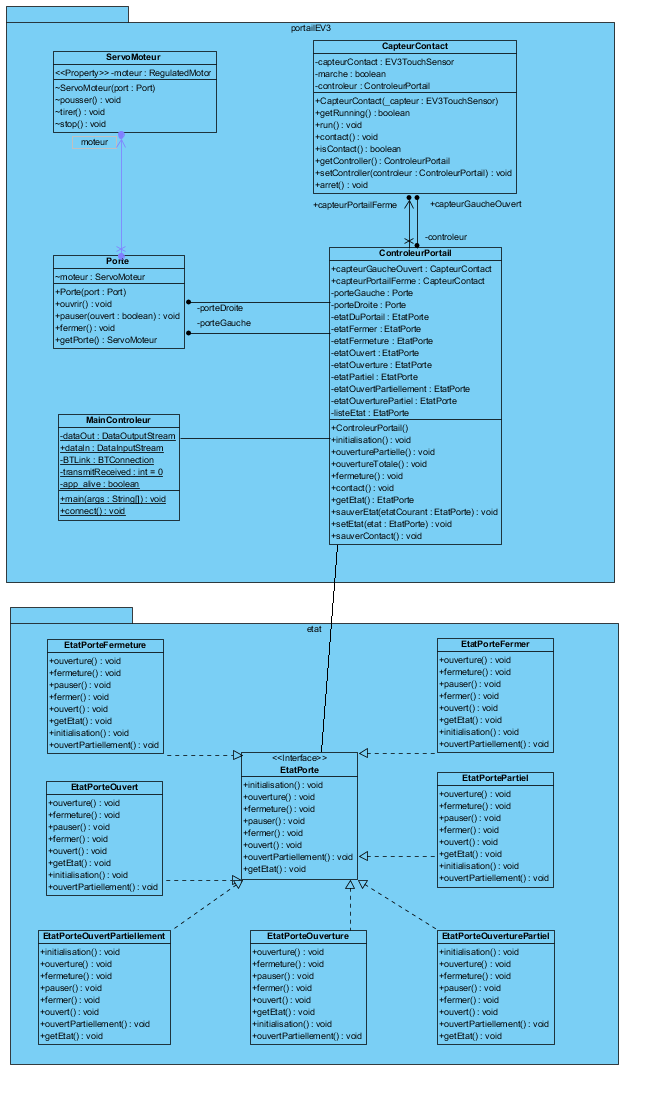 portailEV3
ServoMoteur
<<Property>> -moteur : RegulatedMotor
~ServoMoteur(port : Port)
~pousser() : void
~tirer() : void
~stop() : void
moteur
CapteurContact
-capteurContact : EV3TouchSensor
-marche : boolean
-controleur : ControleurPortail
+CapteurContact(_capteur : EV3TouchSensor)
+getRunning() : boolean
+run() : void
+contact() : void
+isContact() : boolean
+getController() : ControleurPortail
+setController(controleur : ControleurPortail) : void
+arret() : void
+capteurPortailFerme
+capteurGaucheOuvert
-controleur
Porte
~moteur : ServoMoteur
+Porte(port : Port)
+ouvrir() : void
+pauser(ouvert : boolean) : void
+fermer() : void
+getPorte() : ServoMoteur
-porteDroite
-porteGauche
ControleurPortail
+capteurGaucheOuvert : CapteurContact
+capteurPortailFerme : CapteurContact
-porteGauche : Porte
-porteDroite : Porte
-etatDuPortail : EtatPorte
-etatFermer : EtatPorte
-etatFermeture : EtatPorte
-etatOuvert : EtatPorte
-etatOuverture : EtatPorte
-etatPartiel : EtatPorte
-etatOuvertPartiellement : EtatPorte
-etatOuverturePartiel : EtatPorte
-listeEtat : EtatPorte
+ControleurPortail()
+initialisation() : void
+ouverturePartielle() : void
+ouvertureTotale() : void
+fermeture() : void
+contact() : void
+getEtat() : EtatPorte
+sauverEtat(etatCourant : EtatPorte) : void
+setEtat(etat : EtatPorte) : void
+sauverContact() : void
MainControleur
-dataOut : DataOutputStream
+dataIn : DataInputStream
-BTLink : BTConnection
-transmitReceived : int = 0
-app_alive : boolean
+main(args : String[]) : void
+connect() : void
etat
EtatPorteFermeture
+ouverture() : void
+fermeture() : void
+pauser() : void
+fermer() : void
+ouvert() : void
+getEtat() : void
+initialisation() : void
+ouvertPartiellement() : void
EtatPorteFermer
+ouverture() : void
+fermeture() : void
+pauser() : void
+fermer() : void
+ouvert() : void
+getEtat() : void
+initialisation() : void
+ouvertPartiellement() : void
<<Interface>>
EtatPorte
+initialisation() : void
+ouverture() : void
+fermeture() : void
+pauser() : void
+fermer() : void
+ouvert() : void
+ouvertPartiellement() : void
+getEtat() : void
EtatPorteOuvert
+ouverture() : void
+fermeture() : void
+pauser() : void
+fermer() : void
+ouvert() : void
+getEtat() : void
+initialisation() : void
+ouvertPartiellement() : void
EtatPortePartiel
+ouverture() : void
+fermeture() : void
+pauser() : void
+fermer() : void
+ouvert() : void
+getEtat() : void
+initialisation() : void
+ouvertPartiellement() : void
EtatPorteOuvertPartiellement
+initialisation() : void
+ouverture() : void
+fermeture() : void
+pauser() : void
+fermer() : void
+ouvert() : void
+ouvertPartiellement() : void
+getEtat() : void
EtatPorteOuverture
+ouverture() : void
+fermeture() : void
+pauser() : void
+fermer() : void
+ouvert() : void
+getEtat() : void
+initialisation() : void
+ouvertPartiellement() : void
EtatPorteOuverturePartiel
+initialisation() : void
+ouverture() : void
+fermeture() : void
+pauser() : void
+fermer() : void
+ouvert() : void
+ouvertPartiellement() : void
+getEtat() : void